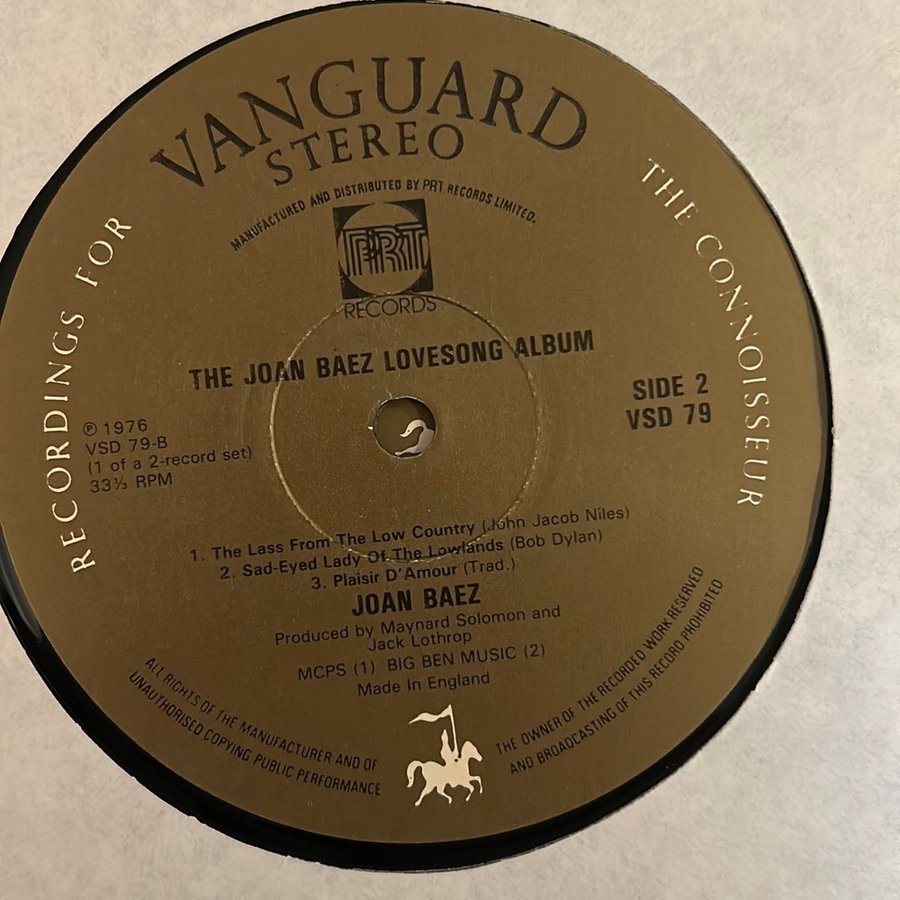 VANGUARD
STEREO
RECORDINGS FOR
THE CONNOISSEUR
MANUFACTURED AND DISTRIBUTED BY PRT RECORDS LIMITED.
PRT
RECORDS
THE JOAN BAEZ LOVESONG ALBUM
℗ 1976
VSD 79-B
(1 of a 2-record set)
33⅓ RPM
SIDE 2
VSD 79
1. The Lass From The Low Country (John Jacob Niles)
2. Sad-Eyed Lady Of The Lowlands (Bob Dylan)
3. Plaisir D'Amour (Trad.)
JOAN BAEZ
Produced by Maynard Solomon and
Jack Lothrop
MCPS (1) BIG BEN MUSIC (2)
Made In England
ALL RIGHTS OF THE MANUFACTURER AND OF
THE OWNER OF THE RECORDED WORK RESERVED
UNAUTHORISED COPYING PUBLIC PERFORMANCE
AND BROADCASTING OF THIS RECORD PROHIBITED